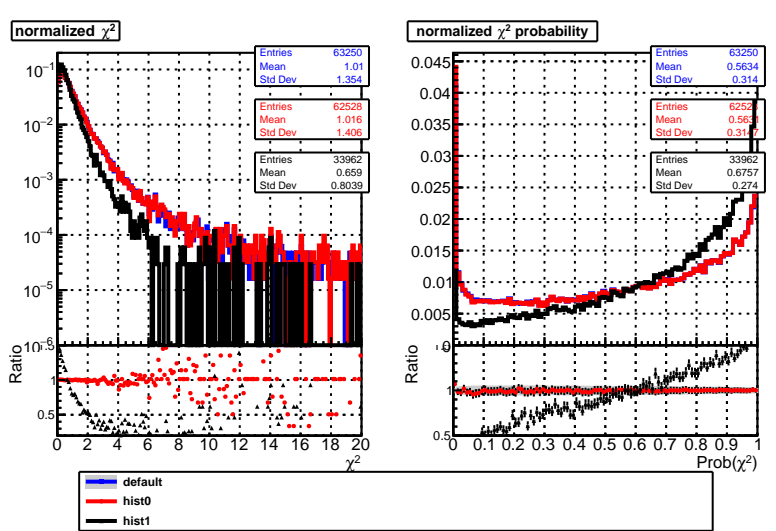 normalized χ²
Entries 63250
Mean 1.01
Std Dev 1.354
Entries 62528
Mean 1.016
Std Dev 1.406
Entries 33962
Mean 0.659
Std Dev 0.8039
10⁻¹
10⁻²
10⁻³
10⁻⁴
10⁻⁵
Ratio
1
0.5
0 2 4 6 8 10 12 14 16 18 20
χ²
normalized χ² probability
Entries 63250
Mean 0.5634
Std Dev 0.314
Entries
Mean
Std Dev
Entries 33962
Mean 0.6757
Std Dev 0.274
0.045
0.04
0.035
0.03
0.025
0.02
0.015
0.01
0.005
Ratio
1
0.5
0.1 0.2 0.3 0.4 0.5 0.6 0.7 0.8 0.9 1
Prob(χ²)
default
hist0
hist1